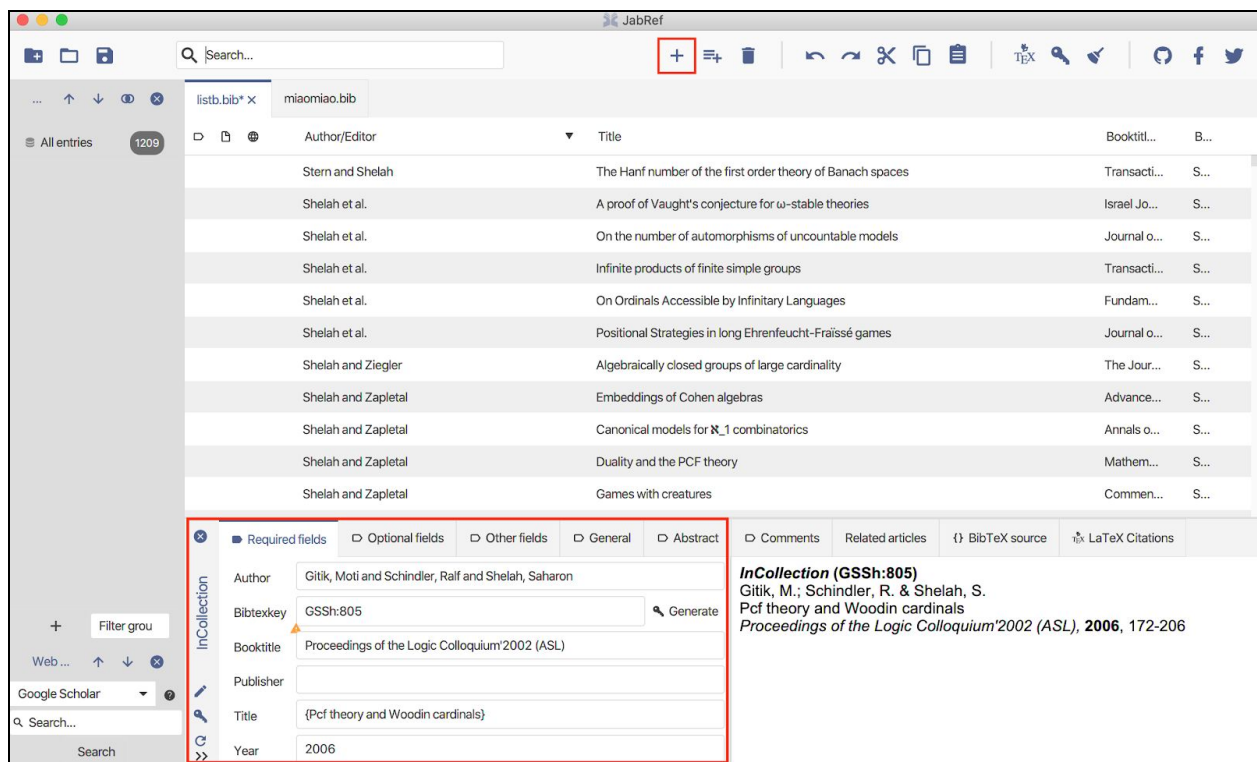 JabRef
Search...
TEX
... listb.bib* × miaomiao.bib
All entries 1209
Author/Editor ▼ Title Booktitl... B...
Stern and Shelah The Hanf number of the first order theory of Banach spaces Transacti... S...
Shelah et al. A proof of Vaught's conjecture for ω-stable theories Israel Jo... S...
Shelah et al. On the number of automorphisms of uncountable models Journal o... S...
Shelah et al. Infinite products of finite simple groups Transacti... S...
Shelah et al. On Ordinals Accessible by Infinitary Languages Fundam... S...
Shelah et al. Positional Strategies in long Ehrenfeucht-Fraïssé games Journal o... S...
Shelah and Ziegler Algebraically closed groups of large cardinality The Jour... S...
Shelah and Zapletal Embeddings of Cohen algebras Advance... S...
Shelah and Zapletal Canonical models for ℵ_1 combinatorics Annals o... S...
Shelah and Zapletal Duality and the PCF theory Mathem... S...
Shelah and Zapletal Games with creatures Commen... S...
Required fields Optional fields Other fields General Abstract Comments Related articles {} BibTeX source TEX LaTeX Citations
InCollection
Author Gitik, Moti and Schindler, Ralf and Shelah, Saharon
Bibtexkey GSSh:805 Generate
Booktitle Proceedings of the Logic Colloquium'2002 (ASL)
Publisher
Title {Pcf theory and Woodin cardinals}
Year 2006
InCollection (GSSh:805)
Gitik, M.; Schindler, R. & Shelah, S.
Pcf theory and Woodin cardinals
Proceedings of the Logic Colloquium'2002 (ASL), 2006, 172-206
+ Filter grou
Web ...
Google Scholar
Search...
Search